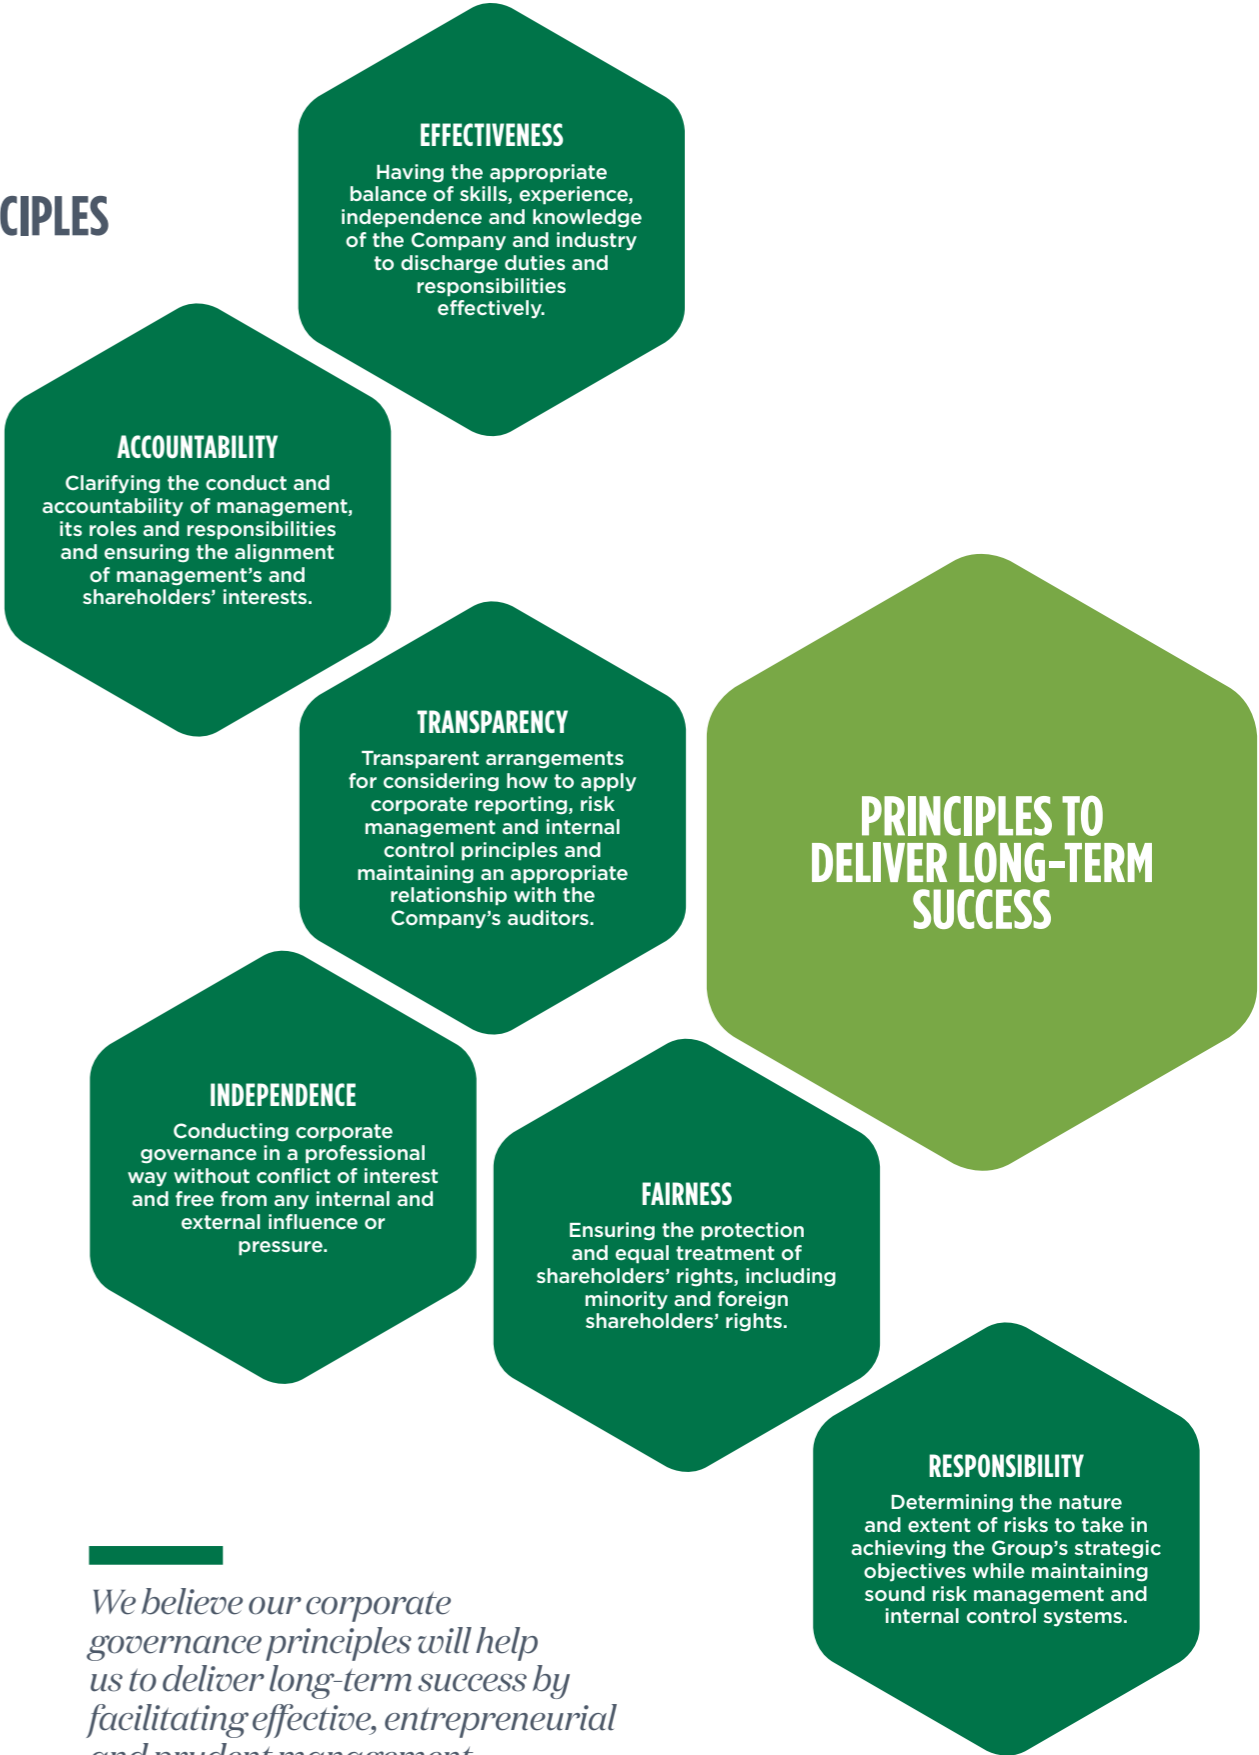 CIPLES
EFFECTIVENESS
Having the appropriate
balance of skills, experience,
independence and knowledge
of the Company and industry
to discharge duties and
responsibilities
effectively.
ACCOUNTABILITY
Clarifying the conduct and
accountability of management,
its roles and responsibilities
and ensuring the alignment
of management’s and
shareholders’ interests.
TRANSPARENCY
Transparent arrangements
for considering how to apply
corporate reporting, risk
management and internal
control principles and
maintaining an appropriate
relationship with the
Company’s auditors.
PRINCIPLES TO
DELIVER LONG-TERM
SUCCESS
INDEPENDENCE
Conducting corporate
governance in a professional
way without conflict of interest
and free from any internal and
external influence or
pressure.
FAIRNESS
Ensuring the protection
and equal treatment of
shareholders’ rights, including
minority and foreign
shareholders’ rights.
RESPONSIBILITY
Determining the nature
and extent of risks to take in
achieving the Group’s strategic
objectives while maintaining
sound risk management and
internal control systems.
We believe our corporate
governance principles will help
us to deliver long-term success by
facilitating effective, entrepreneurial
and prudent management